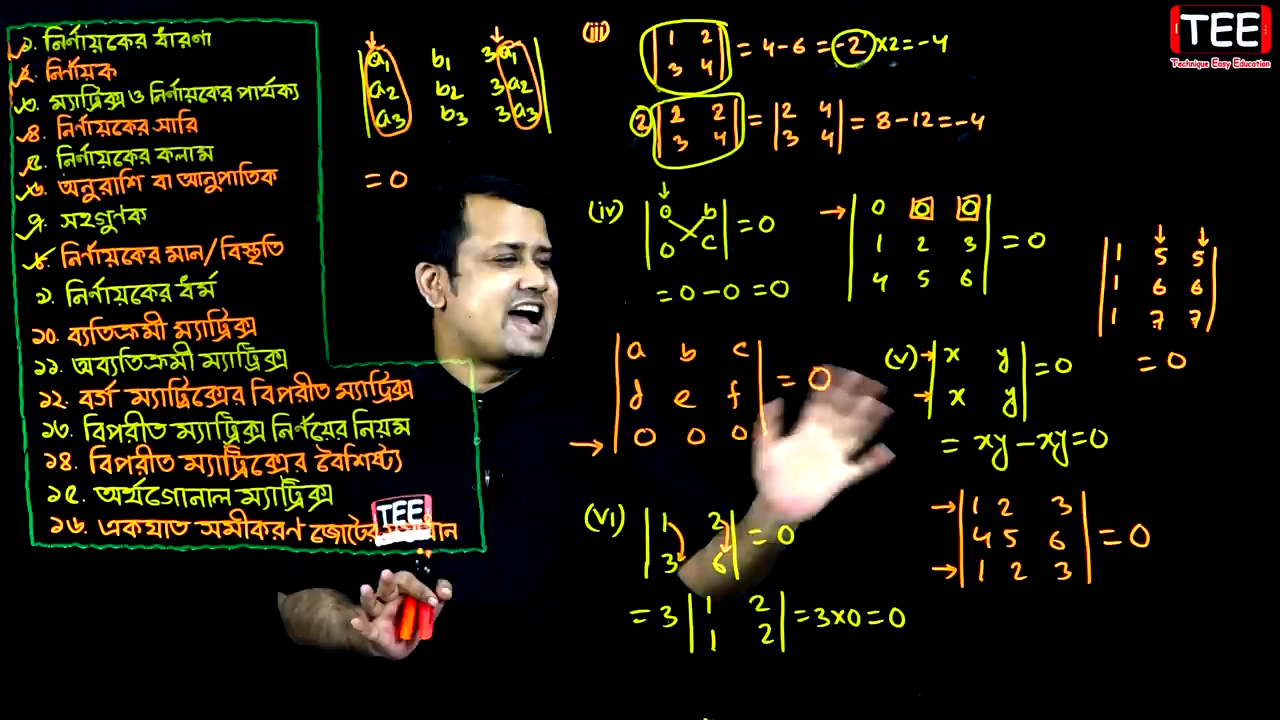 ১. নির্ণায়কের ধারণা
২. নির্ণায়ক
৩. ম্যাট্রিক্স ও নির্ণায়কের পার্থক্য
৪. নির্ণায়কের সারি
৫. নির্ণায়কের কলাম
৬. অনুরাশি বা আনুপাতিক
৭. সহগুণক
৮. নির্ণায়কের মান/বিস্তৃতি
৯. নির্ণায়কের ধর্ম
১০. ব্যতিক্রমী ম্যাট্রিক্স
১১. অব্যতিক্রমী ম্যাট্রিক্স
১২. বর্গ ম্যাট্রিক্সের বিপরীত ম্যাট্রিক্স
১৩. বিপরীত ম্যাট্রিক্স নির্ণয়ের নিয়ম
১৪. বিপরীত ম্যাট্রিক্সের বৈশিষ্ট্য
১৫. অর্থগোনাল ম্যাট্রিক্স
১৬. একঘাত সমীকরণ জোটের
a₁ b₁ 3a₁
a₂ b₂ 3a₂
a₃ b₃ 3a₃
= 0
(iii) |1 2
3 4| = 4-6 = -2 ×2 = -4
2 |2 2
3 4| = |2 4
3 4| = 8-12 = -4
(iv) |0 b
0 c| = 0
= 0-0 = 0
→ |0 0 0
1 2 3
4 5 6| = 0
|1 5 5
1 6 6
1 7 7|
= 0
|a b c
d e f
→ 0 0 0| = 0
(v) → |x y
→ x y| = 0
= xy - xy = 0
→ |1 2 3
4 5 6
→ 1 2 3| = 0
(vi) |1 2
3 6| = 0
= 3 |1 2
1 2| = 3×0 = 0
TEE
Technique Easy Education
TEE